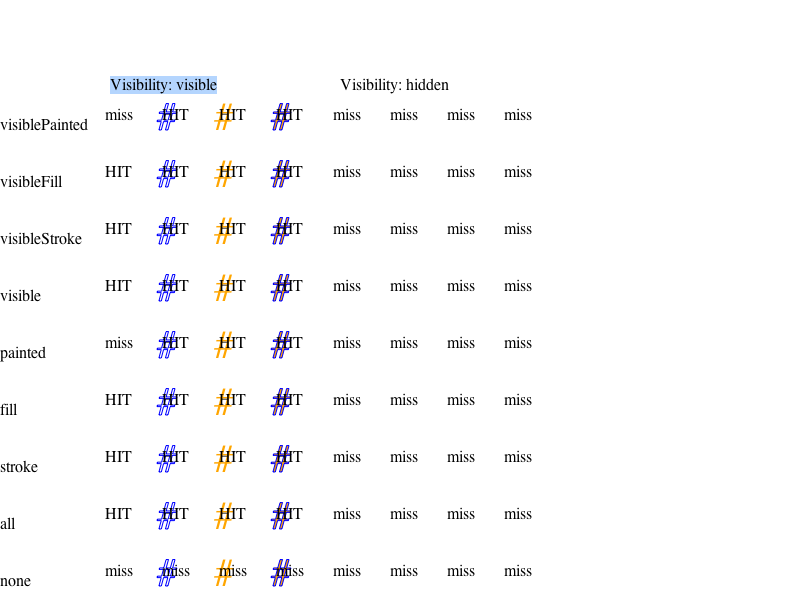 Visibility: visible Visibility: hidden
visiblePainted miss # HIT # HIT # HIT miss miss miss miss
visibleFill HIT # HIT # HIT # HIT miss miss miss miss
visibleStroke HIT # HIT # HIT # HIT miss miss miss miss
visible HIT # HIT # HIT # HIT miss miss miss miss
painted miss # HIT # HIT # HIT miss miss miss miss
fill HIT # HIT # HIT # HIT miss miss miss miss
stroke HIT # HIT # HIT # HIT miss miss miss miss
all HIT # HIT # HIT # HIT miss miss miss miss
none miss # miss # miss # miss miss miss miss miss